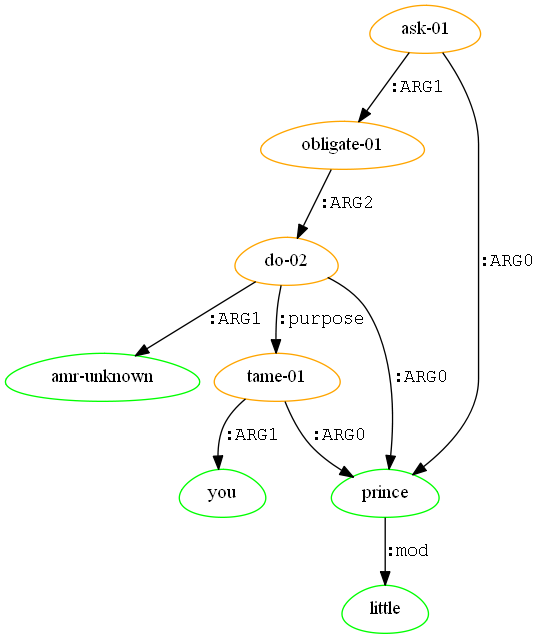 ask-01
:ARG1
obligate-01
:ARG2
:ARG0
do-02
:ARG1 :purpose
amr-unknown tame-01 :ARG0
:ARG1 :ARG0
you prince
:mod
little